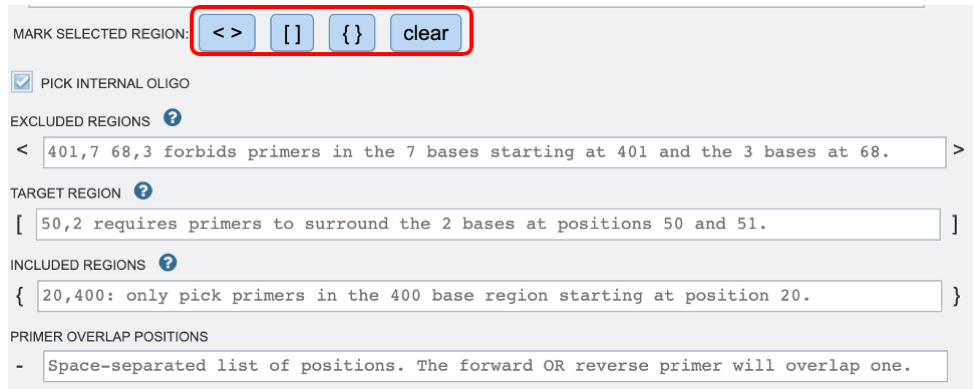 MARK SELECTED REGION: < > [ ] { } clear
PICK INTERNAL OLIGO
EXCLUDED REGIONS ?
< 401,7 68,3 forbids primers in the 7 bases starting at 401 and the 3 bases at 68. >
TARGET REGION ?
[ 50,2 requires primers to surround the 2 bases at positions 50 and 51. ]
INCLUDED REGIONS ?
{ 20,400: only pick primers in the 400 base region starting at position 20. }
PRIMER OVERLAP POSITIONS
- Space-separated list of positions. The forward OR reverse primer will overlap one.